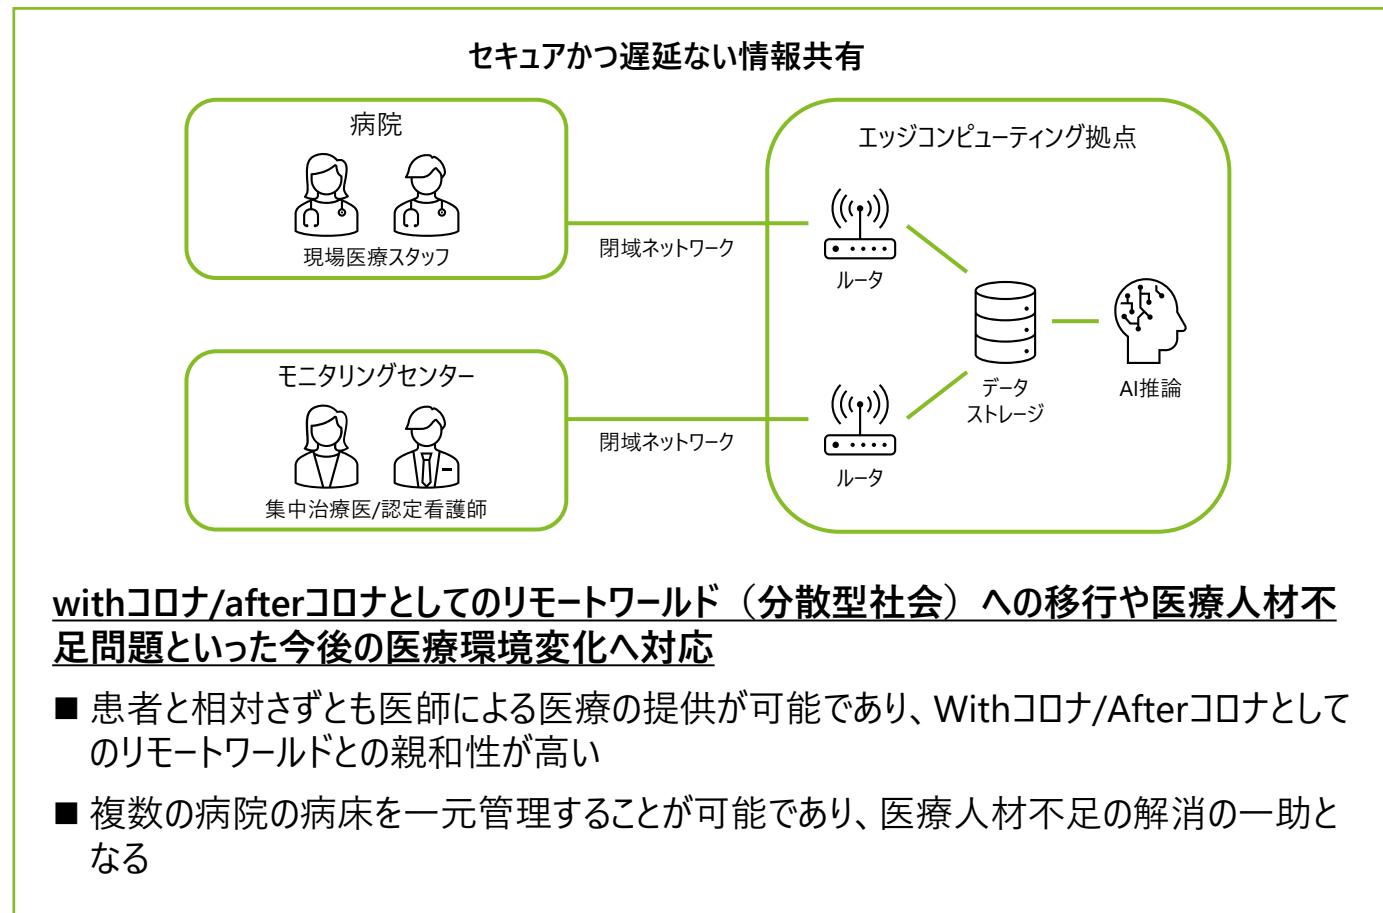 セキュアかつ遅延ない情報共有
病院
現場医療スタッフ
閉域ネットワーク
モニタリングセンター
集中治療医/認定看護師
閉域ネットワーク
エッジコンピューティング拠点
ルータ
ルータ
データ
ストレージ
AI推論
withコロナ/afterコロナとしてのリモートワールド（分散型社会）への移行や医療人材不
足問題といった今後の医療環境変化へ対応
■ 患者と相対さずとも医師による医療の提供が可能であり、Withコロナ/Afterコロナとして
のリモートワールドとの親和性が高い
■ 複数の病院の病床を一元管理することが可能であり、医療人材不足の解消の一助と
なる